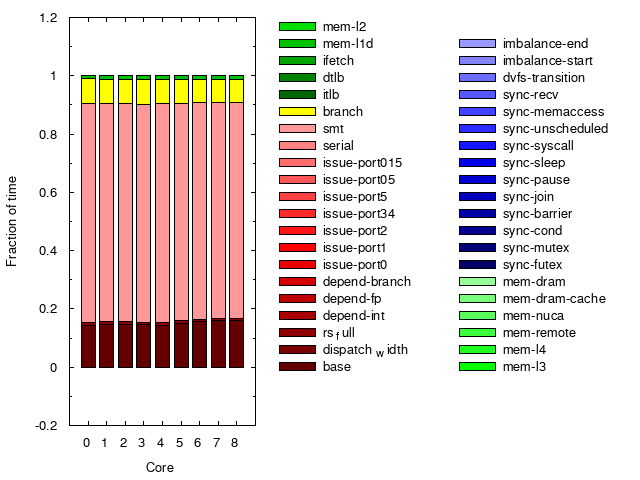 1.2
1
0.8
0.6
0.4
0.2
0
-0.2
Fraction of time
0 1 2 3 4 5 6 7 8
Core
mem-l2
mem-l1d
ifetch
dtlb
itlb
branch
smt
serial
issue-port015
issue-port05
issue-port5
issue-port34
issue-port2
issue-port1
issue-port0
depend-branch
depend-fp
depend-int
rs_full
dispatch_width
base
imbalance-end
imbalance-start
dvfs-transition
sync-recv
sync-memaccess
sync-unscheduled
sync-syscall
sync-sleep
sync-pause
sync-join
sync-barrier
sync-cond
sync-mutex
sync-futex
mem-dram
mem-dram-cache
mem-nuca
mem-remote
mem-l4
mem-l3